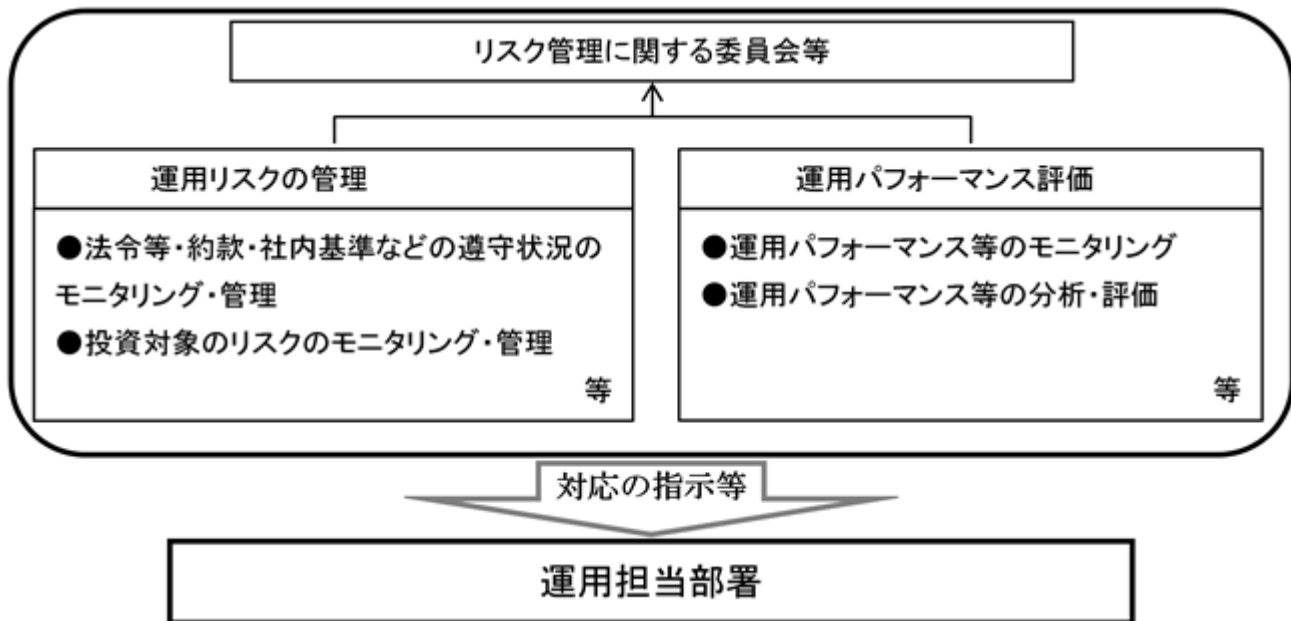 リスク管理に関する委員会等
運用リスクの管理
●法令等・約款・社内基準などの遵守状況の
モニタリング・管理
●投資対象のリスクのモニタリング・管理
等
運用パフォーマンス評価
●運用パフォーマンス等のモニタリング
●運用パフォーマンス等の分析・評価
等
対応の指示等
運用担当部署